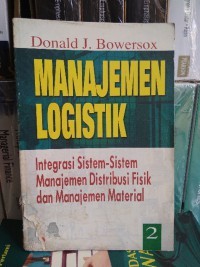 Donald J. Bowersox
MANAJEMEN
LOGISTIK
Integrasi Sistem-Sistem
Manajemen Distribusi Fisik
dan Manajemen Material
2